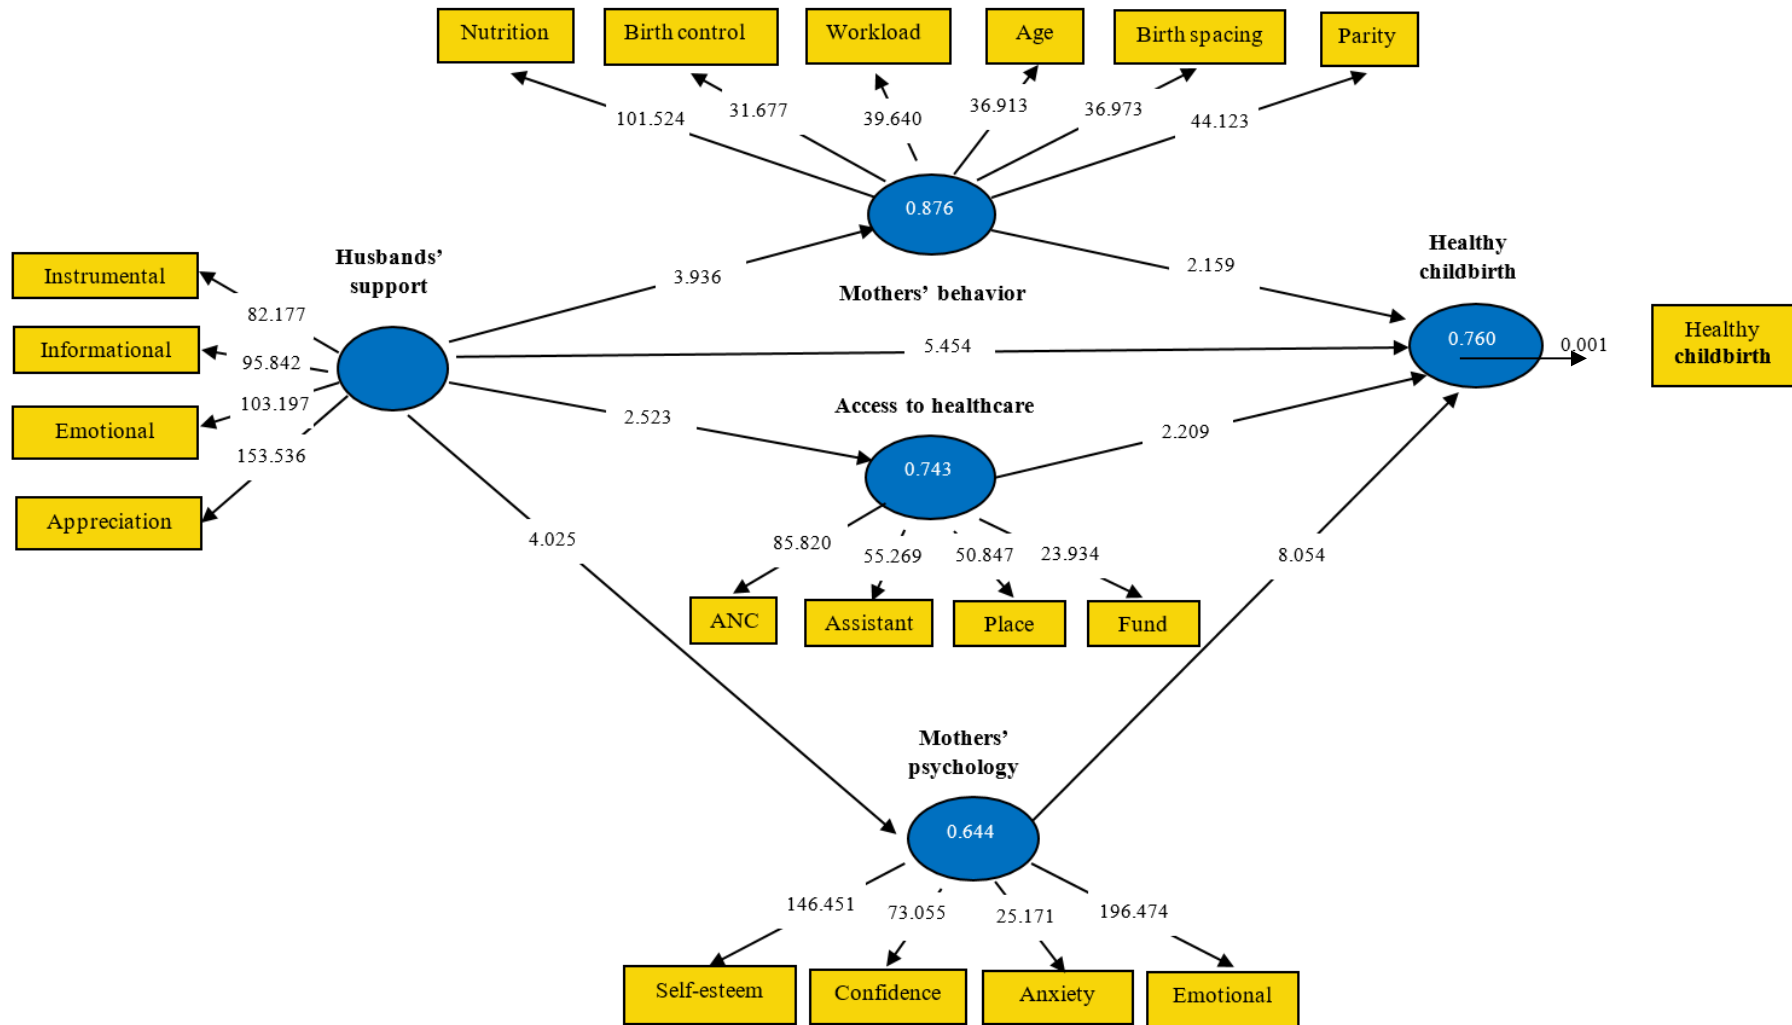 Nutrition
Birth control
Workload
Age
Birth spacing
Parity
101.524
31.677
39.640
36.913
36.973
44.123
0.876
Husbands’
support
Healthy
childbirth
Instrumental
Informational
Emotional
Appreciation
82.177
95.842
103.197
153.536
3.936
Mothers’ behavior
2.159
5.454
0.760
0.001
Healthy
childbirth
Access to healthcare
2.523
2.209
0.743
4.025
85.820
55.269
50.847
23.934
8.054
ANC
Assistant
Place
Fund
Mothers’
psychology
0.644
146.451
73.055
25.171
196.474
Self-esteem
Confidence
Anxiety
Emotional